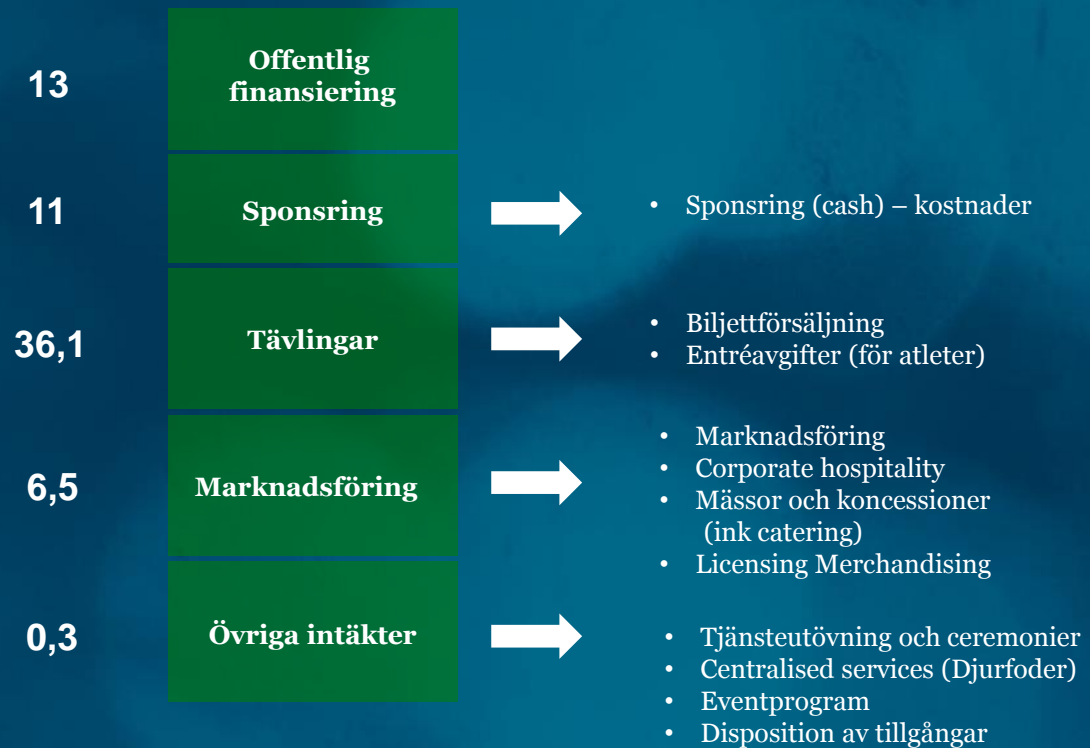 13
Offentlig
finansiering
11
Sponsring
• Sponsring (cash) – kostnader
36,1
Tävlingar
• Biljettförsäljning
• Entréavgifter (för atleter)
6,5
Marknadsföring
• Marknadsföring
• Corporate hospitality
• Mässor och koncessioner
(ink catering)
• Licensing Merchandising
0,3
Övriga intäkter
• Tjänsteutövning och ceremonier
• Centralised services (Djurfoder)
• Eventprogram
• Disposition av tillgångar